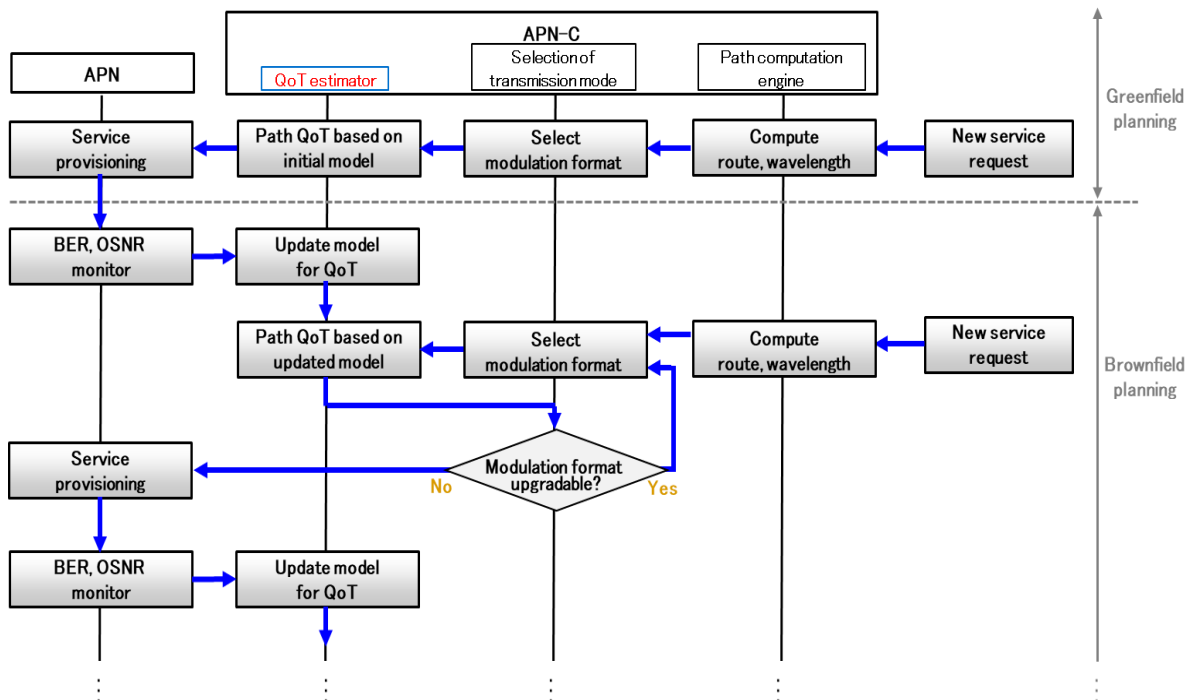 APN-C
APN
QoT estimator
Selection of
transmission mode
Path computation
engine
Greenfield
planning
Service
provisioning
Path QoT based on
initial model
Select
modulation format
Compute
route, wavelength
New service
request
BER, OSNR
monitor
Update model
for QoT
Path QoT based on
updated model
Select
modulation format
Compute
route, wavelength
New service
request
Brownfield
planning
Service
provisioning
Modulation format
upgradable?
No
Yes
BER, OSNR
monitor
Update model
for QoT